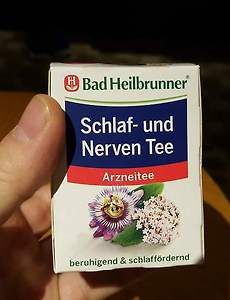 H
Bad Heilbrunner®
Schlaf- und
Nerven Tee
Arzneitee
beruhigend & schlaffördernd